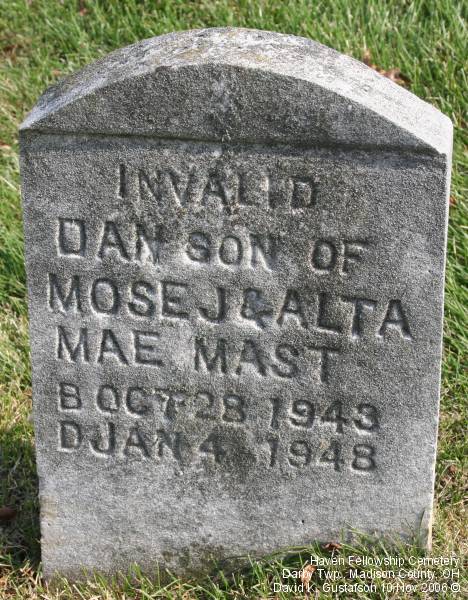 INVALID
DAN SON OF
MOSE J & ALTA
MAE MAST
B OCT 28 1943
D JAN 4 1948
Haven Fellowship Cemetery
Darby Twp., Madison County, OH
David K. Gustafson 10 Nov 2006 ©